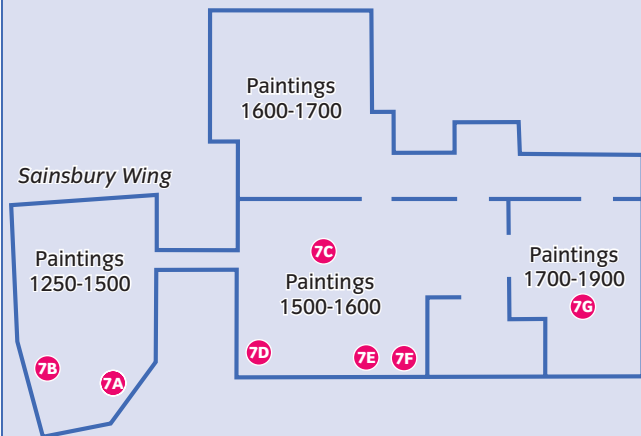 Paintings
1600-1700
Sainsbury Wing
Paintings
1250-1500
7B
7A
7C
Paintings
1500-1600
7D
7E
7F
Paintings
1700-1900
7G